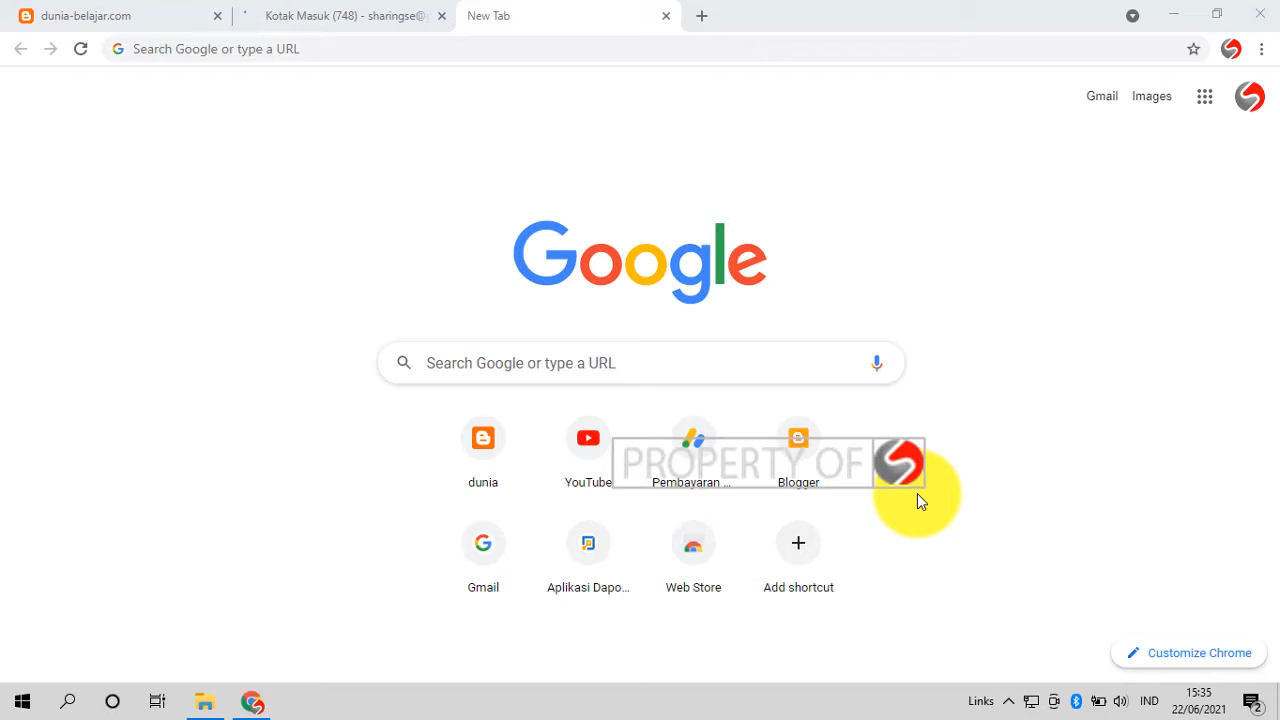 dunia-belajar.com
Kotak Masuk (748) - sharingse@
New Tab
Search Google or type a URL
Gmail Images
Google
Search Google or type a URL
PROPERTY OF
dunia YouTube Pembayaran ... Blogger
Gmail Aplikasi Dapo... Web Store Add shortcut
Customize Chrome
Links IND 15:35
22/06/2021
2